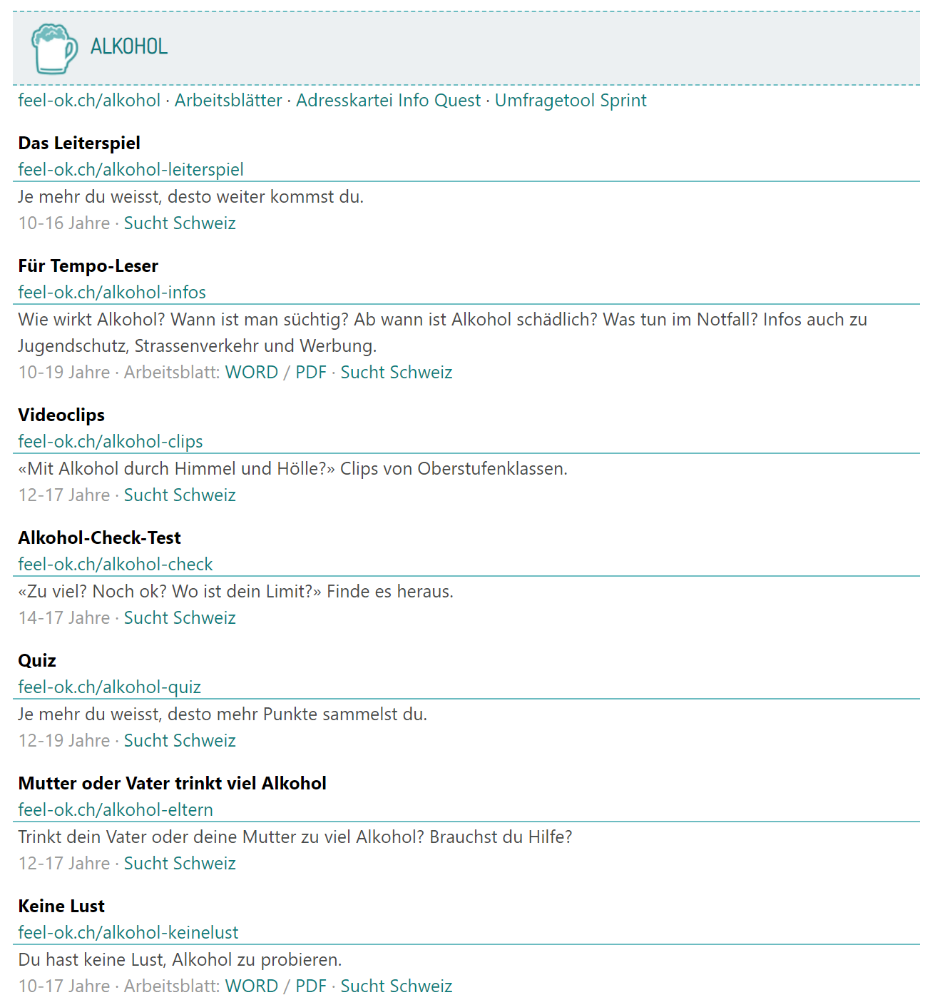 ALKOHOL
feel-ok.ch/alkohol · Arbeitsblätter · Adresskartei Info Quest · Umfragetool Sprint
Das Leiterspiel
feel-ok.ch/alkohol-leiterspiel
Je mehr du weisst, desto weiter kommst du.
10-16 Jahre · Sucht Schweiz
Für Tempo-Leser
feel-ok.ch/alkohol-infos
Wie wirkt Alkohol? Wann ist man süchtig? Ab wann ist Alkohol schädlich? Was tun im Notfall? Infos auch zu
Jugendschutz, Strassenverkehr und Werbung.
10-19 Jahre · Arbeitsblatt: WORD / PDF · Sucht Schweiz
Videoclips
feel-ok.ch/alkohol-clips
«Mit Alkohol durch Himmel und Hölle?» Clips von Oberstufenklassen.
12-17 Jahre · Sucht Schweiz
Alkohol-Check-Test
feel-ok.ch/alkohol-check
«Zu viel? Noch ok? Wo ist dein Limit?» Finde es heraus.
14-17 Jahre · Sucht Schweiz
Quiz
feel-ok.ch/alkohol-quiz
Je mehr du weisst, desto mehr Punkte sammelst du.
12-19 Jahre · Sucht Schweiz
Mutter oder Vater trinkt viel Alkohol
feel-ok.ch/alkohol-eltern
Trinkt dein Vater oder deine Mutter zu viel Alkohol? Brauchst du Hilfe?
12-17 Jahre · Sucht Schweiz
Keine Lust
feel-ok.ch/alkohol-keinelust
Du hast keine Lust, Alkohol zu probieren.
10-17 Jahre · Arbeitsblatt: WORD / PDF · Sucht Schweiz